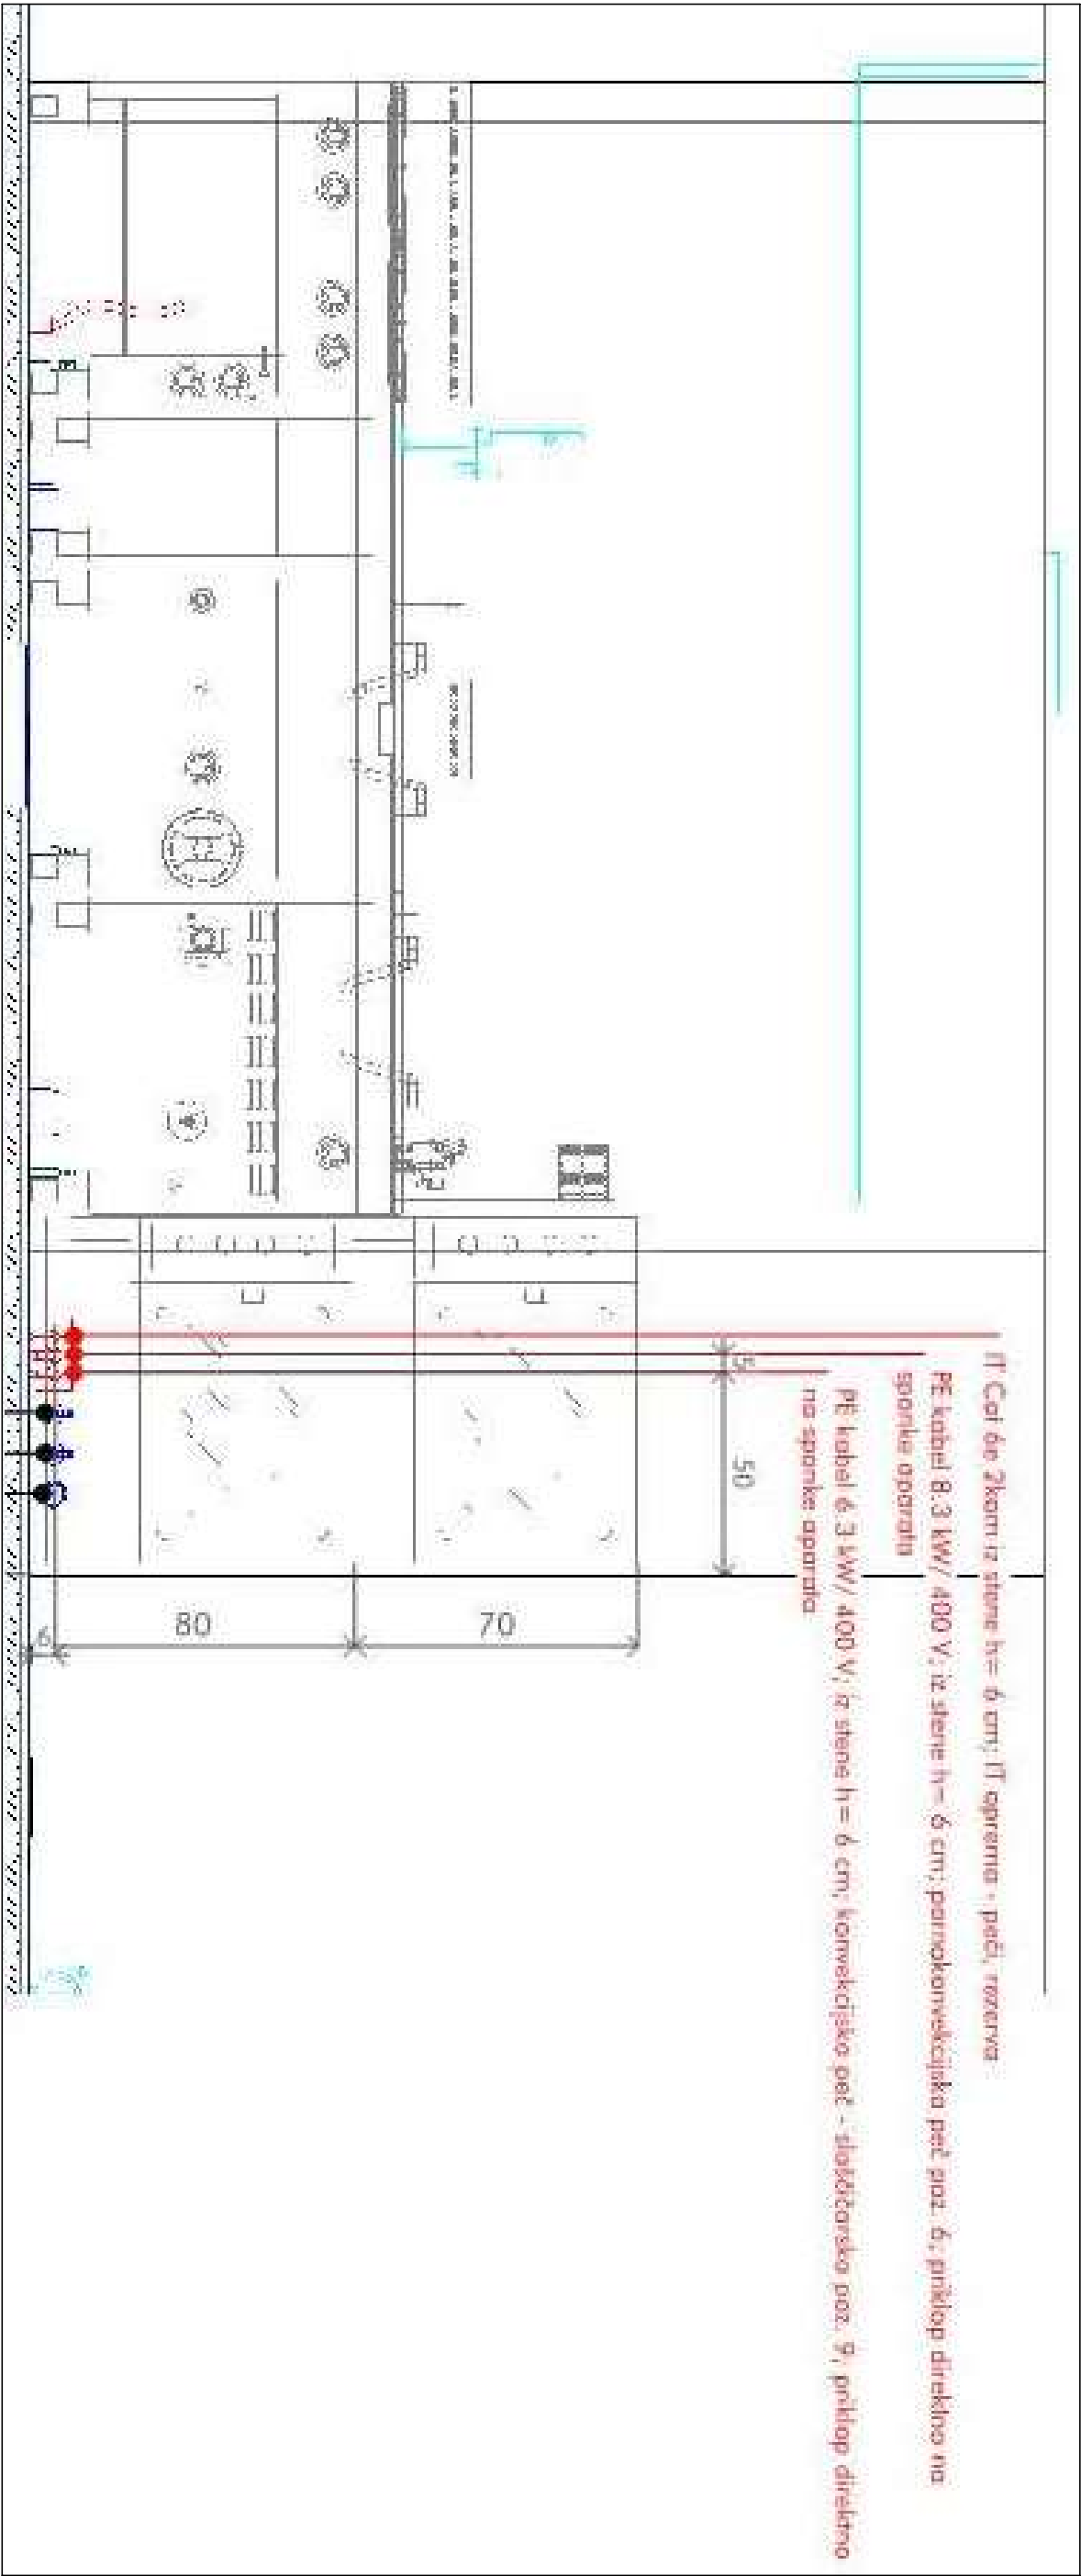 IT Cat 6e 2kom iz stene h= 6 cm; IT oprema - peči, rezerva
PE kabel 8.3 kW/ 400 V; iz stene h= 6 cm; parnokonvekcijska peč poz. 6; priklop direktno na
sponke aparata
PE kabel 6.3 kW/ 400 V; iz stene h= 6 cm; konvekcijska peč - slaščičarska poz. 9; priklop direktno
na sponke aparata
5
50
70
80
6